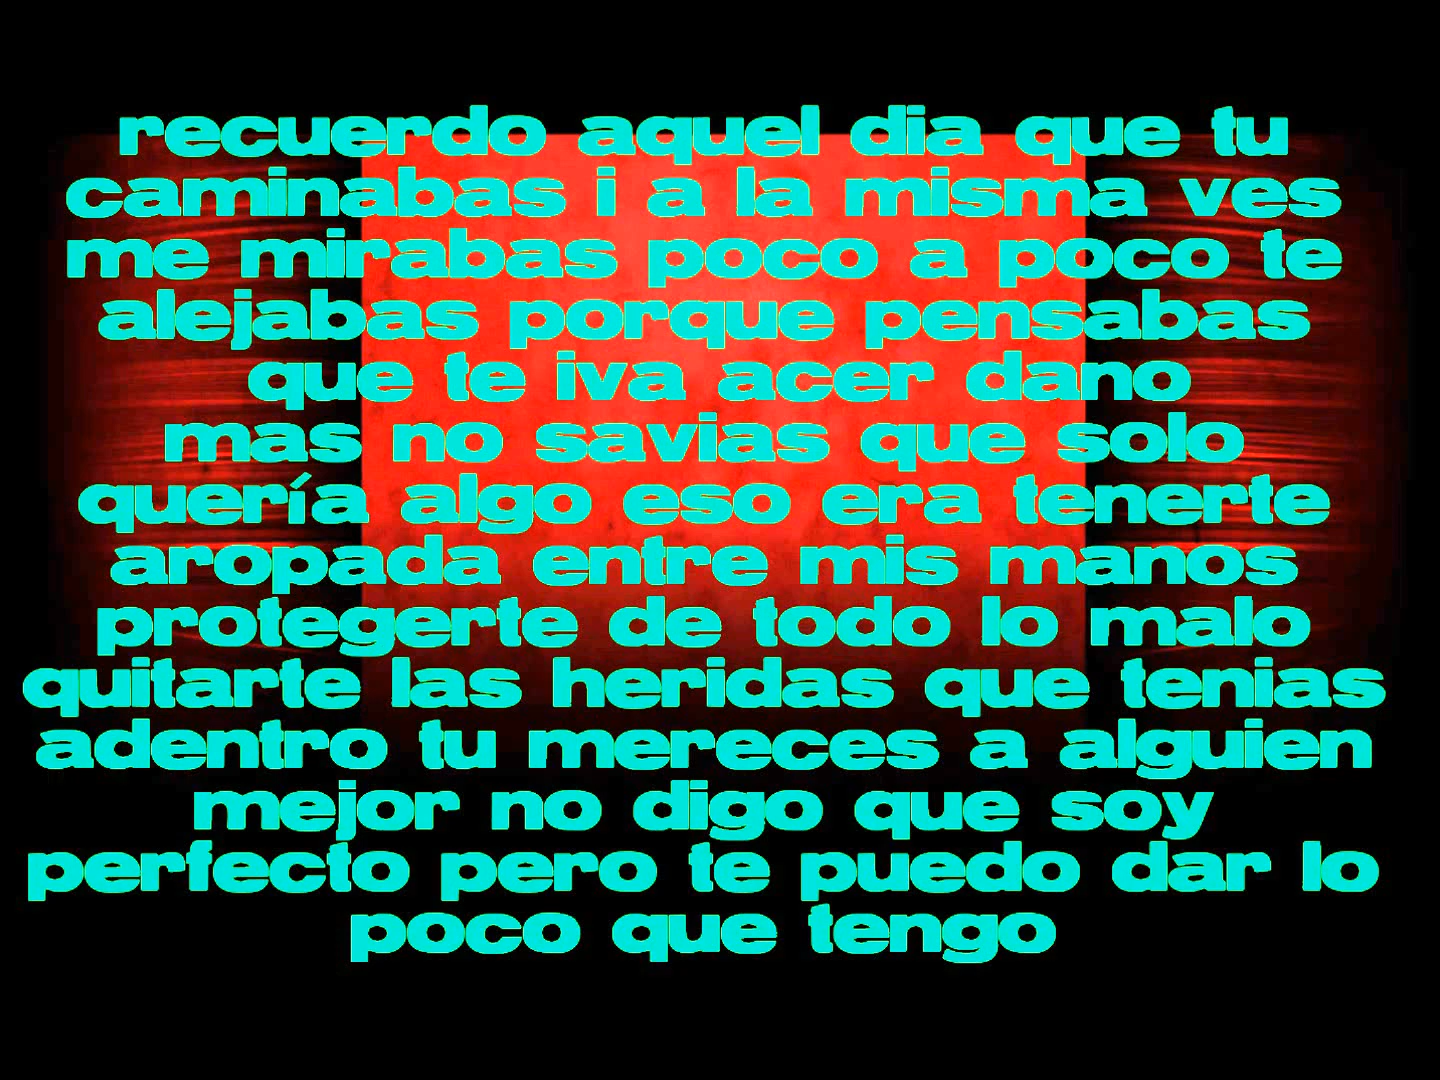 recuerdo aquel dia que tu
caminabas i a la misma ves
me mirabas poco a poco te
alejabas porque pensabas
que te iva acer dano
mas no savias que solo
quería algo eso era tenerte
aropada entre mis manos
protegerte de todo lo malo
quitarte las heridas que tenias
adentro tu mereces a alguien
mejor no digo que soy
perfecto pero te puedo dar lo
poco que tengo